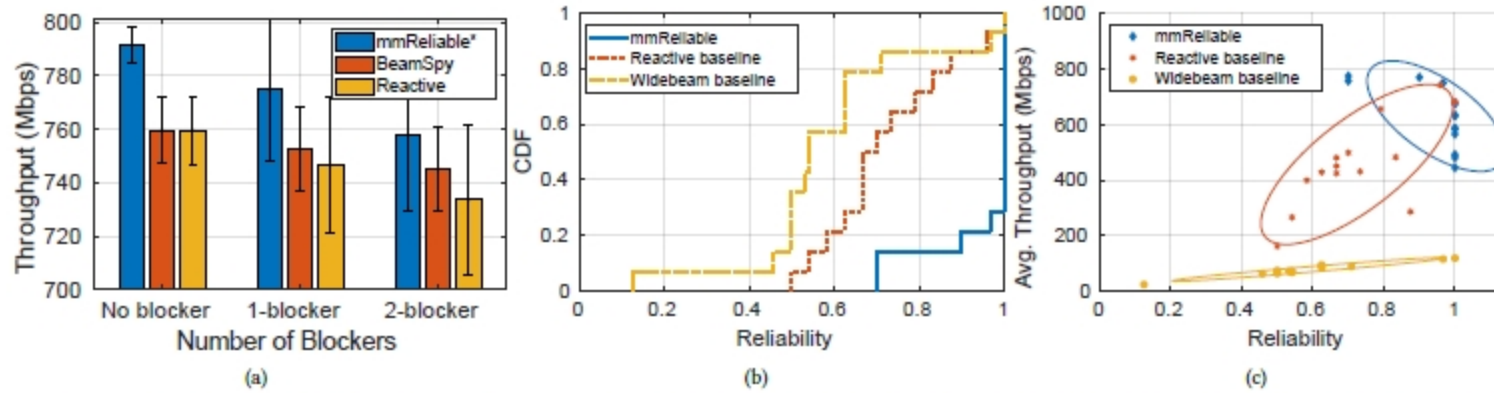 800
780
760
740
720
700
Throughput (Mbps)
mmReliable*
BeamSpy
Reactive
No blocker
1-blocker
2-blocker
Number of Blockers
(a)
1
0.8
0.6
0.4
0.2
0
CDF
mmReliable
Reactive baseline
Widebeam baseline
0
0.2
0.4
0.6
0.8
1
Reliability
(b)
1000
800
600
400
200
0
Avg. Throughput (Mbps)
mmReliable
Reactive baseline
Widebeam baseline
0
0.2
0.4
0.6
0.8
1
Reliability
(c)